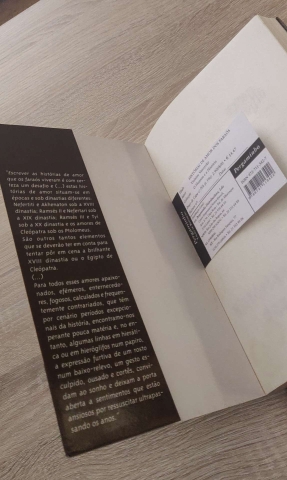 "Escrever as histórias de amor
que os faraós viveram é com cer-
teza um desafio e (...) estas his-
tórias de amor situam-se em
épocas e sob dinastias diferentes.
Nefertiti e Akhenaton sob a XVIII
dinastia, Ramsés II e Nefertari sob
a XIX dinastia, Ramsés III e Tyi
sob a XX e os amores de
Cleópatra sob os Ptolomeus.
São outros tantos elementos
que se deverão ter em conta para
tentar pôr em cena a brilhante
XVIII dinastia ou o Egipto de
Cleópatra.
(...)
Para todos esses amores apaixo-
nados, efémeros, enternecedo-
res, fogosos, calculados e frequen-
temente contrariados, que têm
por cenário períodos excepcio-
nais da história, encontramo-nos
perante pouca matéria e, no en-
tanto, algumas linhas em hieráti-
ca ou em hieróglifos num papiro,
a expressão furtiva de um rosto
num baixo-relevo, um gesto es-
culpido, ousado e cortês, convi-
dam ao sonho e deixam a porta
aberta a sentimentos que estão
ansiosos por ressuscitar ultrapas-
sando os anos."
Pergaminho